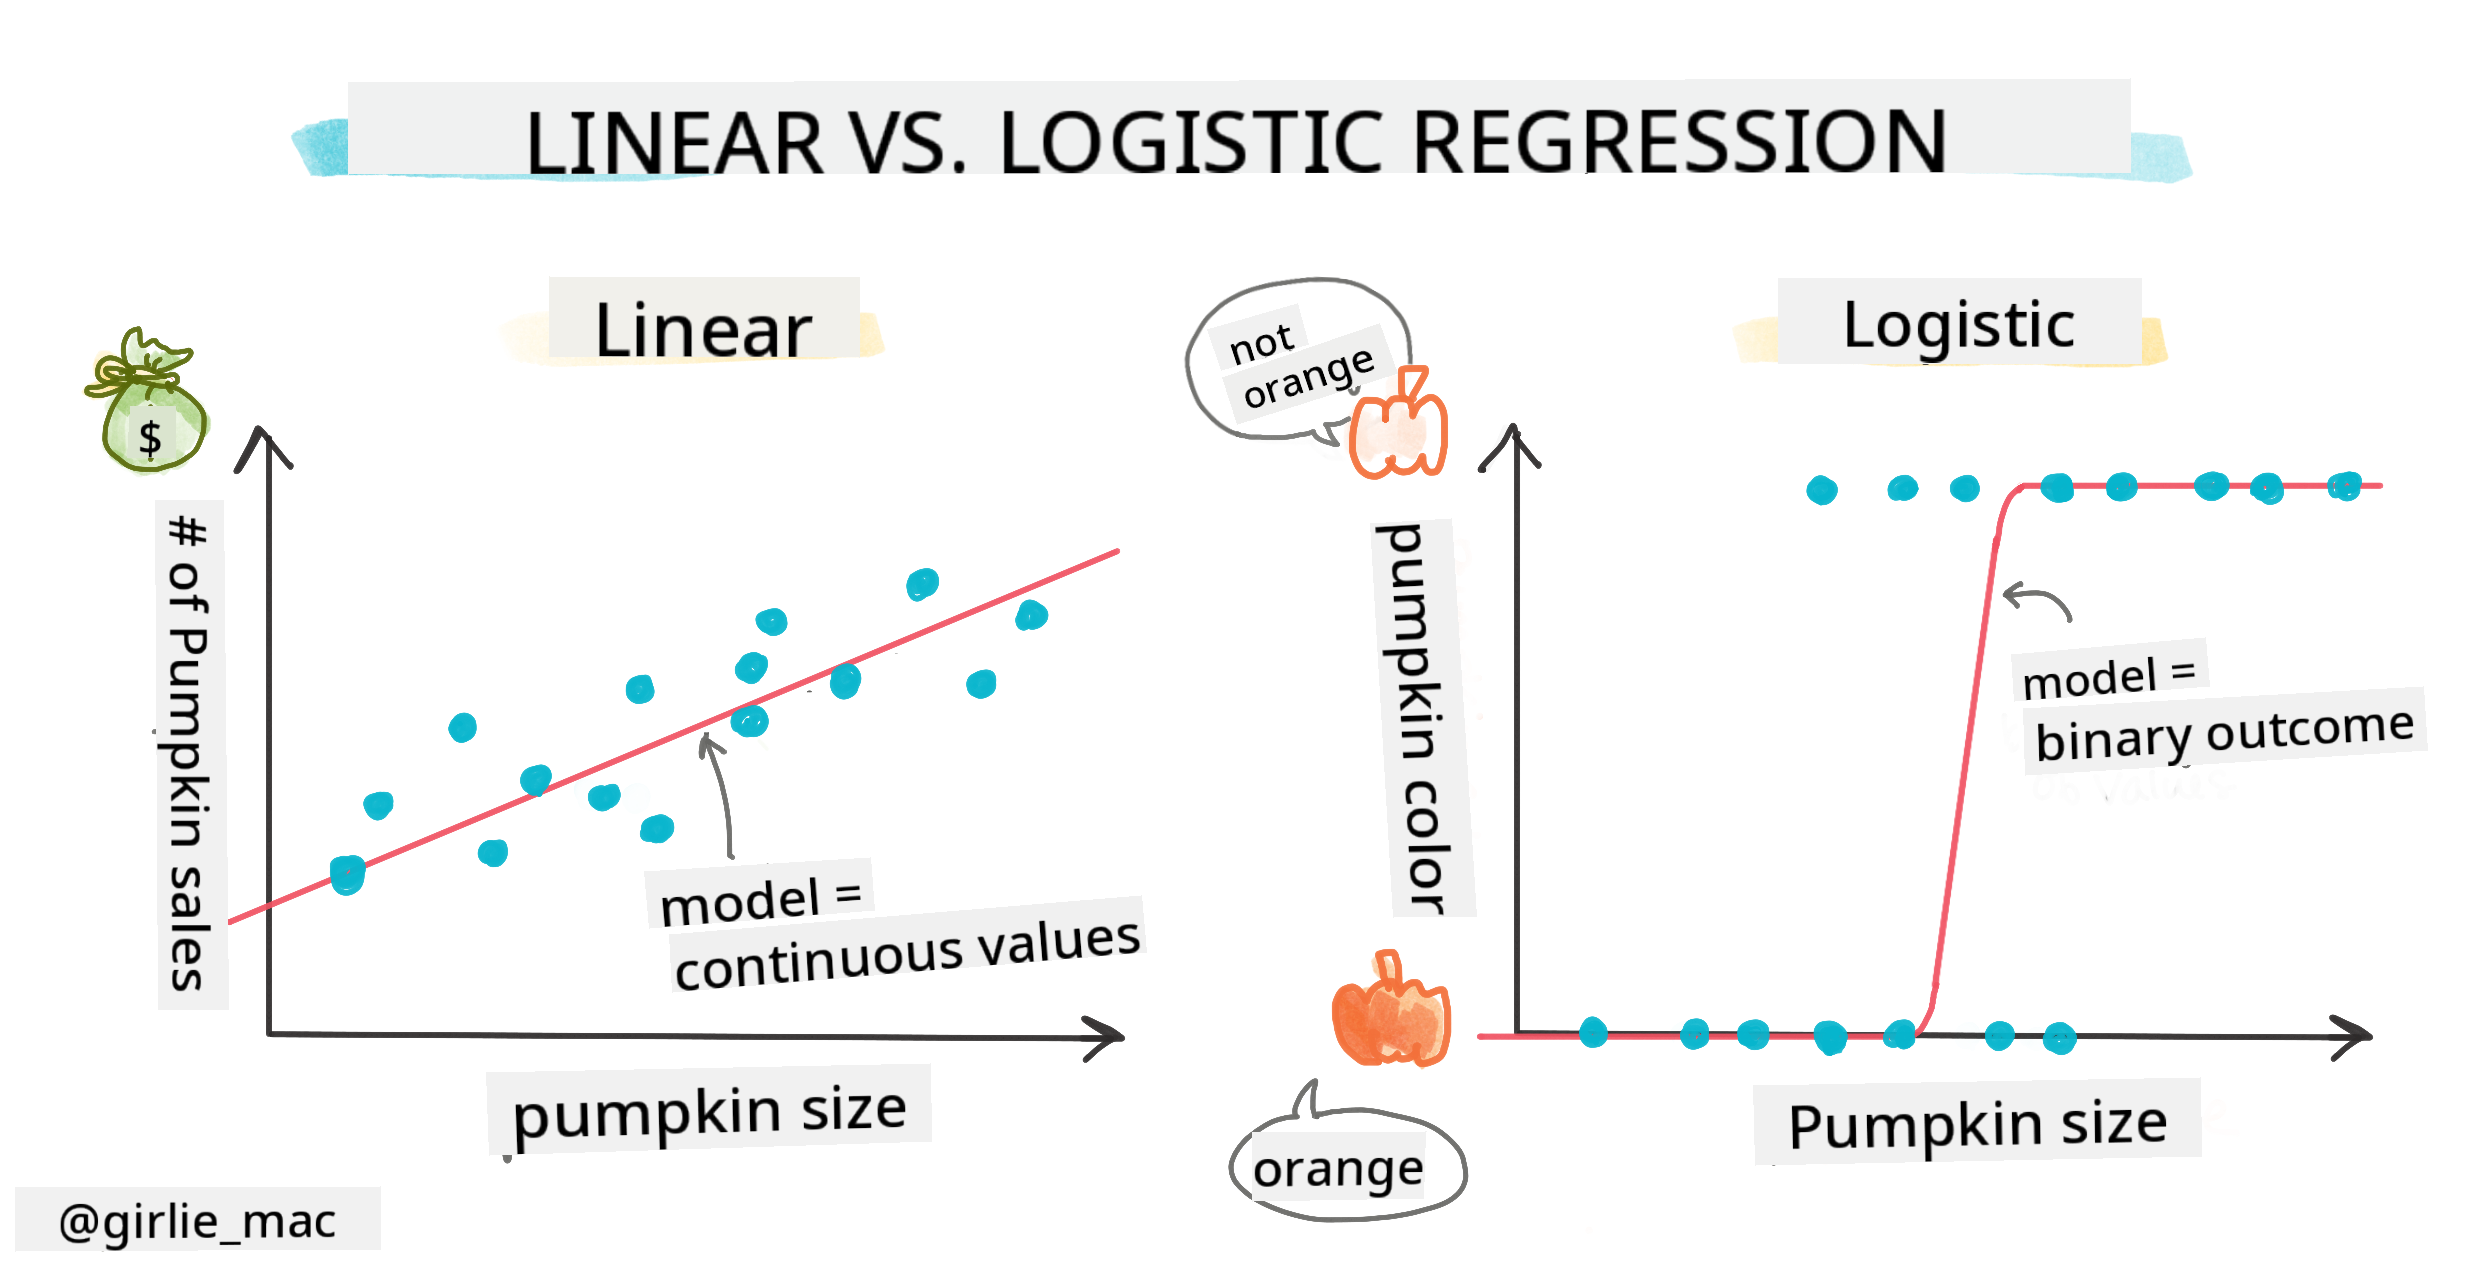 LINEAR VS. LOGISTIC REGRESSION
Linear
$
# of Pumpkin sales
model =
continuous values
pumpkin size
Logistic
not
orange
pumpkin color
model =
binary outcome
orange
Pumpkin size
@girlie_mac